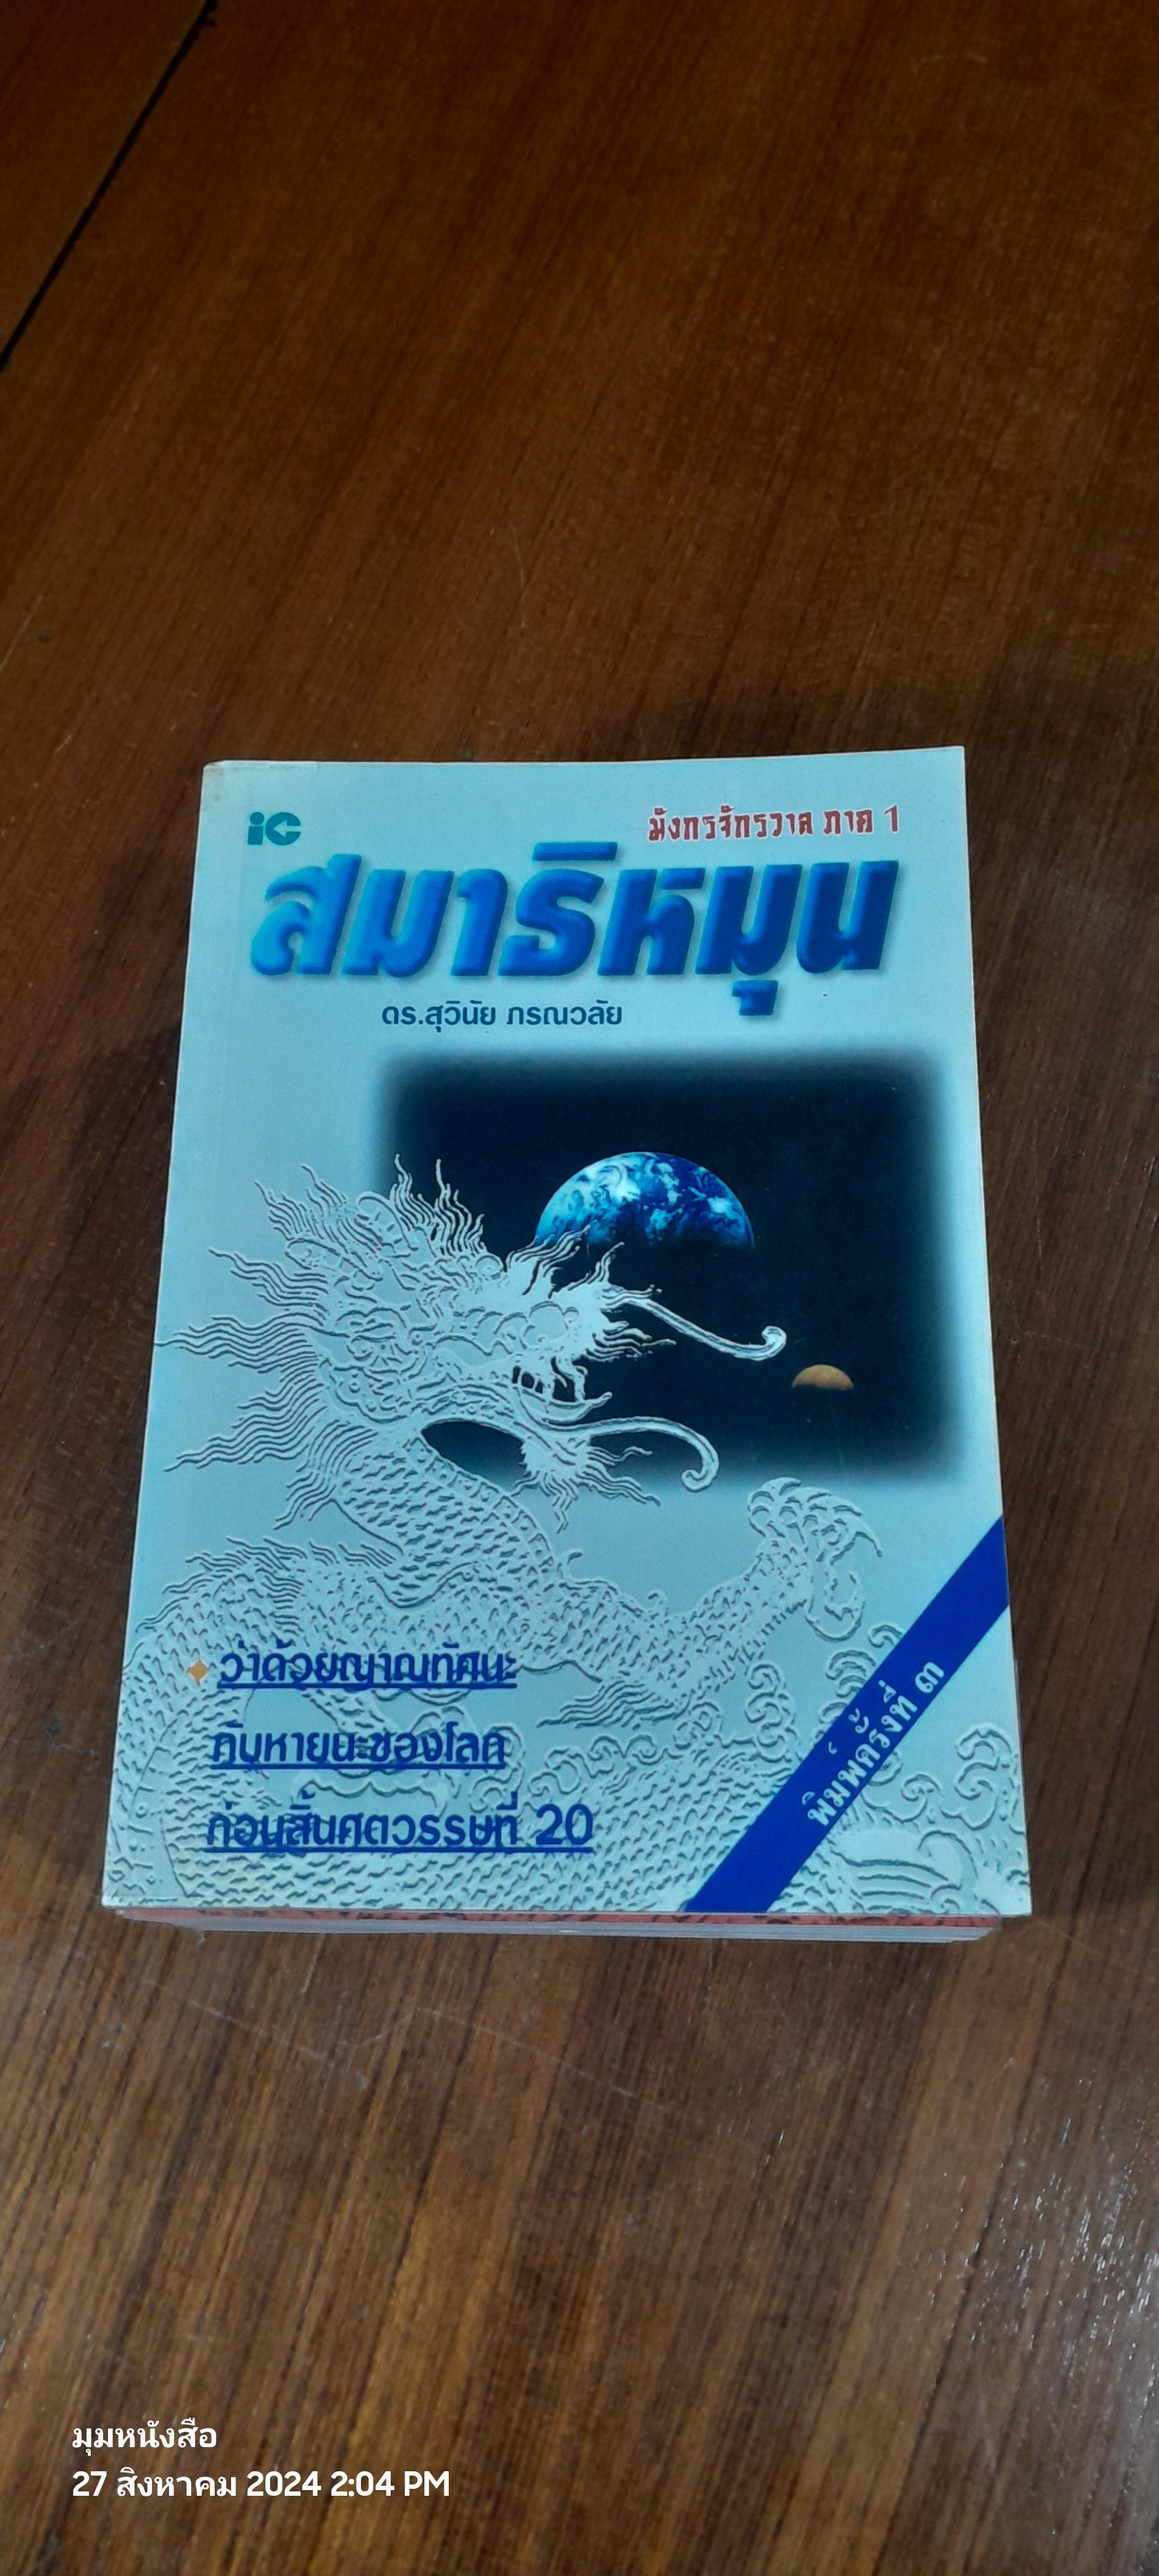 iC
มังกรจักรวาล ภาค 1
สมาธิหมุน
ดร.สุวินัย ภรณวลัย
ว่าด้วยญาณทัศนะ
กับหายนะของโลก
ก่อนสิ้นศตวรรษที่ 20
พิมพ์ครั้งที่ ๓
มุมหนังสือ
27 สิงหาคม 2024 2:04 PM